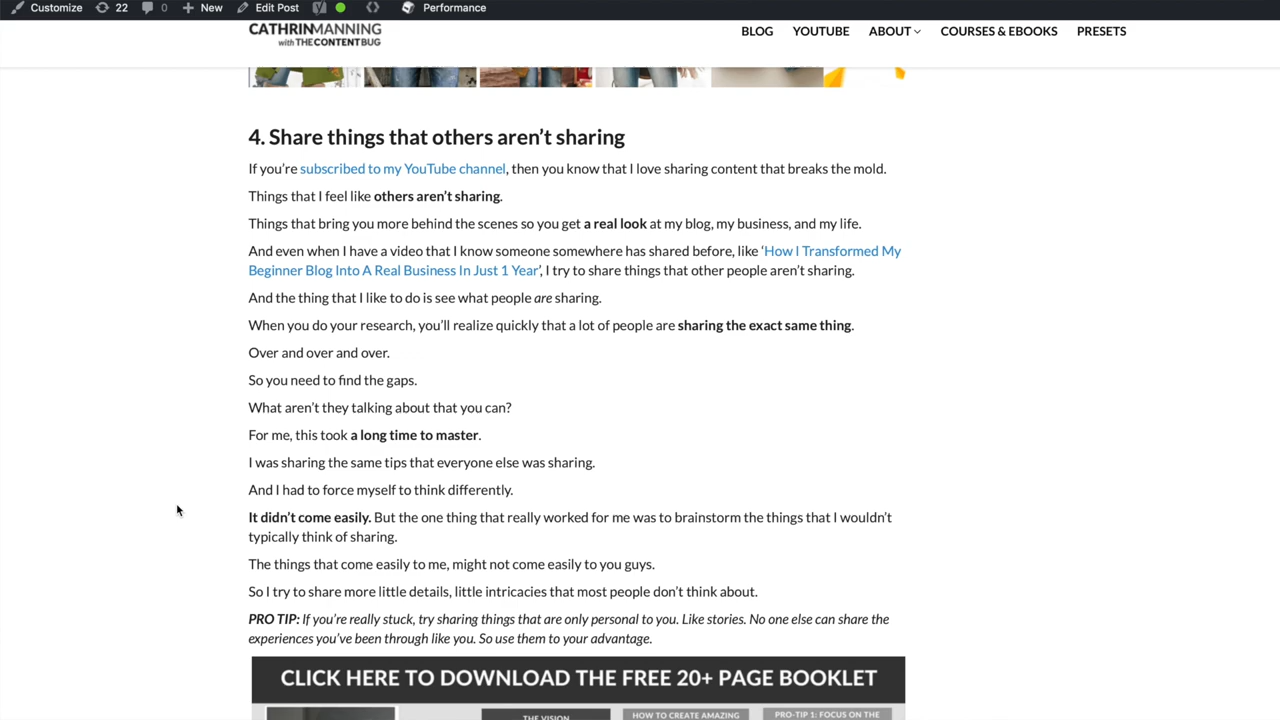 Customize 22 0 New Edit Post Performance
CATHRINMANNING
with THECONTENTBUG
BLOG YOUTUBE ABOUT COURSES & EBOOKS PRESETS
4. Share things that others aren’t sharing
If you’re subscribed to my YouTube channel, then you know that I love sharing content that breaks the mold.
Things that I feel like others aren’t sharing.
Things that bring you more behind the scenes so you get a real look at my blog, my business, and my life.
And even when I have a video that I know someone somewhere has shared before, like ‘How I Transformed My
Beginner Blog Into A Real Business In Just 1 Year’, I try to share things that other people aren’t sharing.
And the thing that I like to do is see what people are sharing.
When you do your research, you’ll realize quickly that a lot of people are sharing the exact same thing.
Over and over and over.
So you need to find the gaps.
What aren’t they talking about that you can?
For me, this took a long time to master.
I was sharing the same tips that everyone else was sharing.
And I had to force myself to think differently.
It didn’t come easily. But the one thing that really worked for me was to brainstorm the things that I wouldn’t
typically think of sharing.
The things that come easily to me, might not come easily to you guys.
So I try to share more little details, little intricacies that most people don’t think about.
PRO TIP: If you’re really stuck, try sharing things that are only personal to you. Like stories. No one else can share the
experiences you’ve been through like you. So use them to your advantage.
CLICK HERE TO DOWNLOAD THE FREE 20+ PAGE BOOKLET
THE VISION HOW TO CREATE AMAZING PRO-TIP 1: FOCUS ON THE